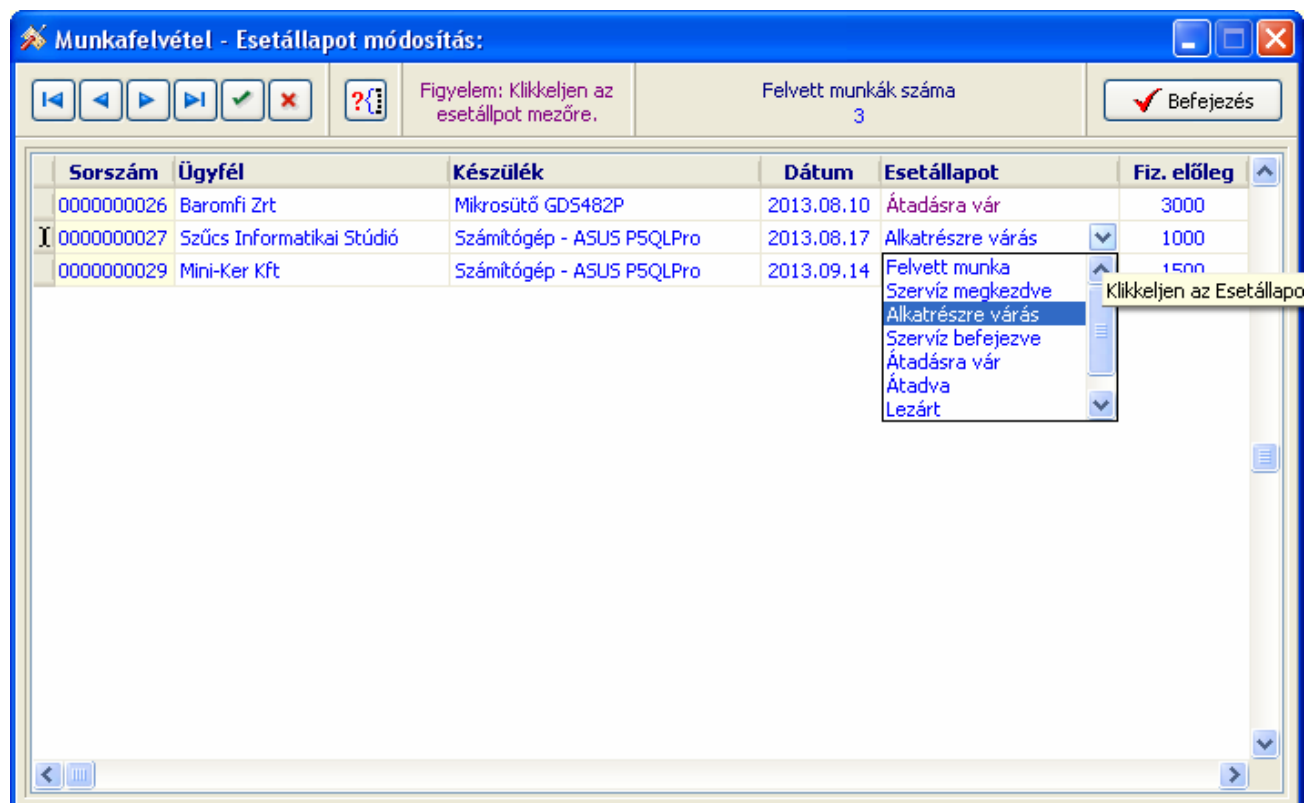 Munkafelvétel - Esetállapot módosítás:
?{
Figyelem: Klikkeljen az
esetállpot mezőre.
Felvett munkák száma
3
Befejezés
Sorszám Ügyfél Készülék Dátum Esetállapot Fiz. előleg
0000000026 Baromfi Zrt Mikrosütő GDS482P 2013.08.10 Átadásra vár 3000
0000000027 Szűcs Informatikai Stúdió Számítógép - ASUS P5QLPro 2013.08.17 Alkatrészre várás 1000
0000000029 Mini-Ker Kft Számítógép - ASUS P5QLPro 2013.09.14 1500
Felvett munka
Szervíz megkezdve
Alkatrészre várás
Szervíz befejezve
Átadásra vár
Átadva
Lezárt
Klikkeljen az Esetállapo